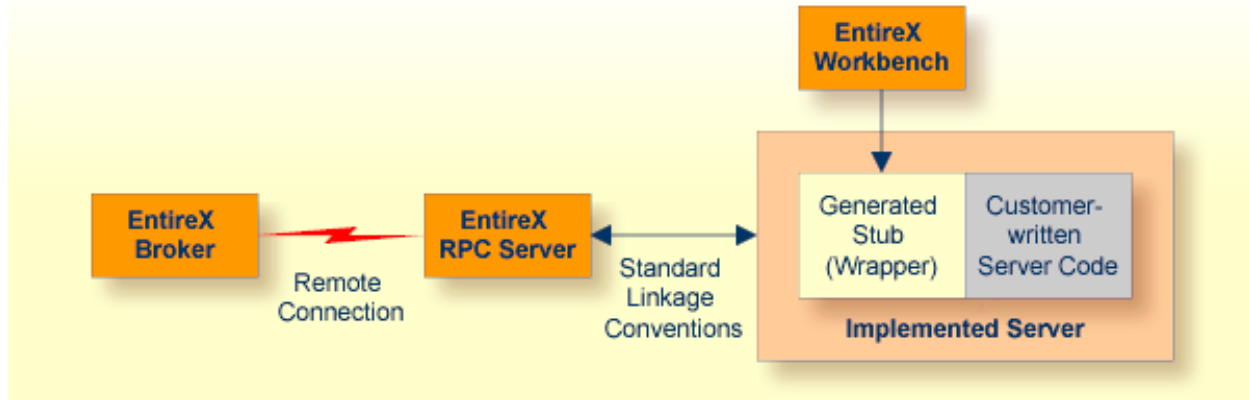 EntireX
Workbench
EntireX
Broker
Remote
Connection
EntireX
RPC Server
Standard
Linkage
Conventions
Generated
Stub
(Wrapper)
Customer-
written
Server Code
Implemented Server